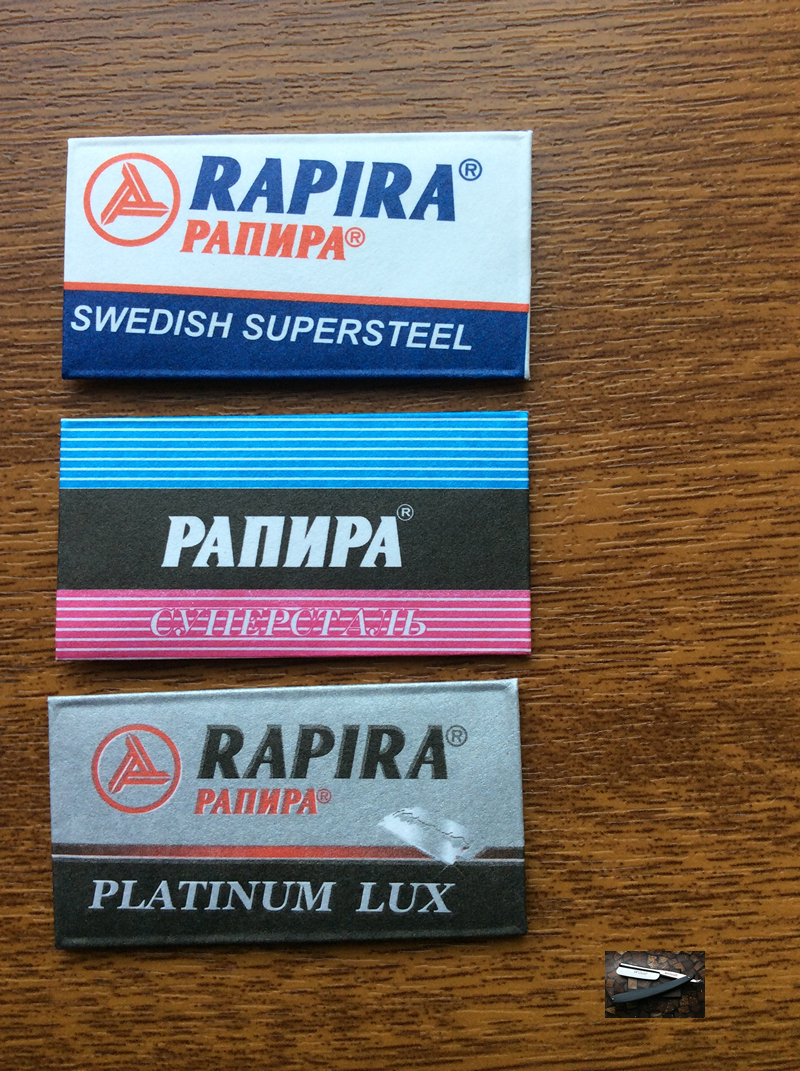 RAPIRA®
РАПИРА®
SWEDISH SUPERSTEEL
РАПИРА®
СУПЕРСТАЛЬ
RAPIRA®
РАПИРА®
PLATINUM LUX